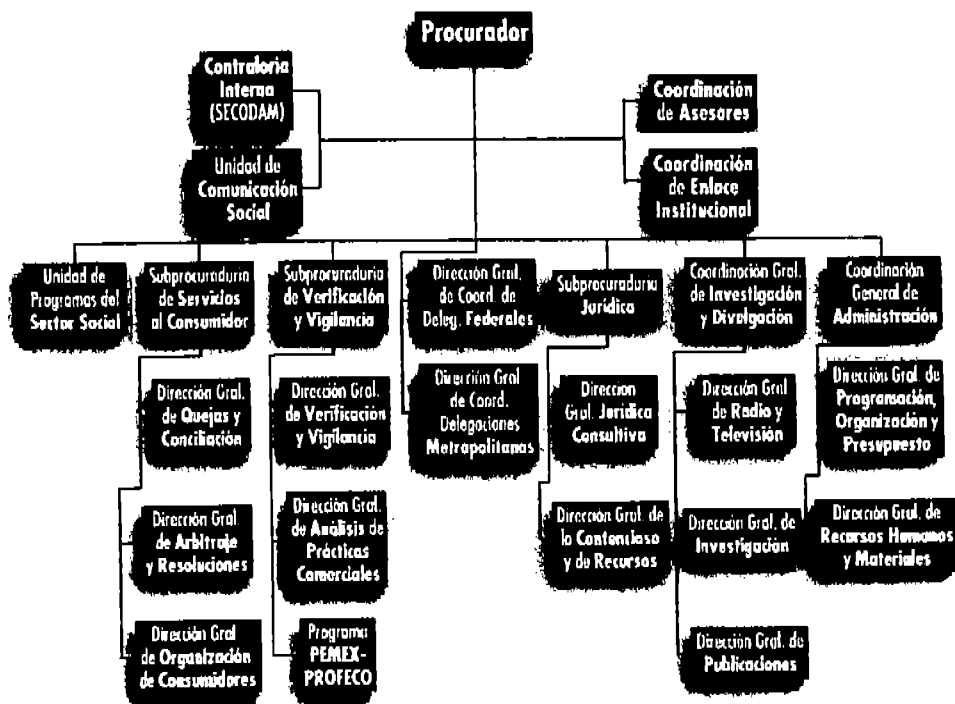 Procurador
Contraloría
Interna
(SECODAM)
Coordinación
de Asesores
Unidad de
Comunicación
Social
Coordinación
de Enlace
Institucional
Unidad de
Programas del
Sector Social
Subprocuraduría
de Servicios
al Consumidor
Subprocuraduría
de Verificación
y Vigilancia
Dirección Gral.
de Coord. de
Deleg. Federales
Subprocuraduría
Jurídica
Coordinación Gral.
de Investigación
y Divulgación
Coordinación
General de
Administración
Dirección Gral.
de Quejas y
Conciliación
Dirección Gral.
de Verificación
y Vigilancia
Dirección Gral
de Coord.
Delegaciones
Metropolitanas
Direccion
Gral. Jurídica
Consultiva
Dirección Gral
de Radio y
Televisión
Dirección Gral. de
Programación,
Organización y
Presupuesto
Dirección Gral.
de Arbitraje
y Resoluciones
Dirección Gral.
de Análisis de
Prácticas
Comerciales
Dirección Gral. de
lo Contencioso
y de Recursos
Dirección Gral. de
Investigación
Dirección Gral. de
Recursos Humanos
y Materiales
Dirección Gral
de Organización
de Consumidores
Programa
PEMEX-
PROFECO
Dirección Gral. de
Publicaciones